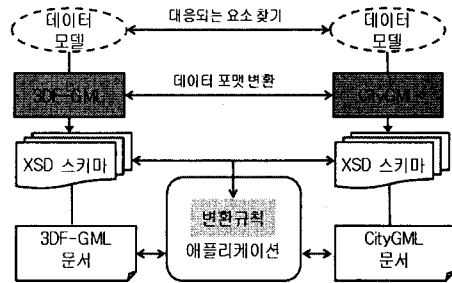 데이터
모델
대응되는 요소 찾기
데이터
모델
3DF-GML
데이터 포맷 변환
CityGML
XSD 스키마
XSD 스키마
변환규칙
애플리케이션
3DF-GML
문서
CityGML
문서